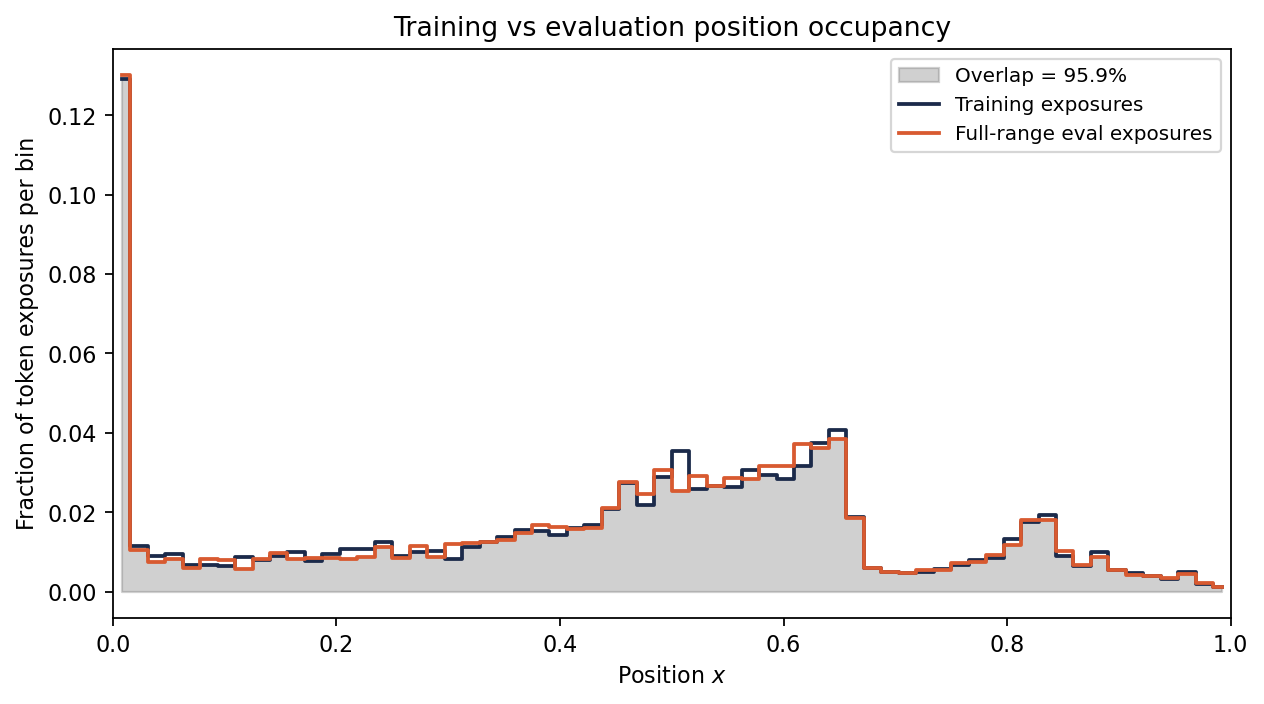 Training vs evaluation position occupancy
Overlap = 95.9%
Training exposures
Full-range eval exposures
Fraction of token exposures per bin
0.12
0.10
0.08
0.06
0.04
0.02
0.00
0.0 0.2 0.4 0.6 0.8 1.0
Position x